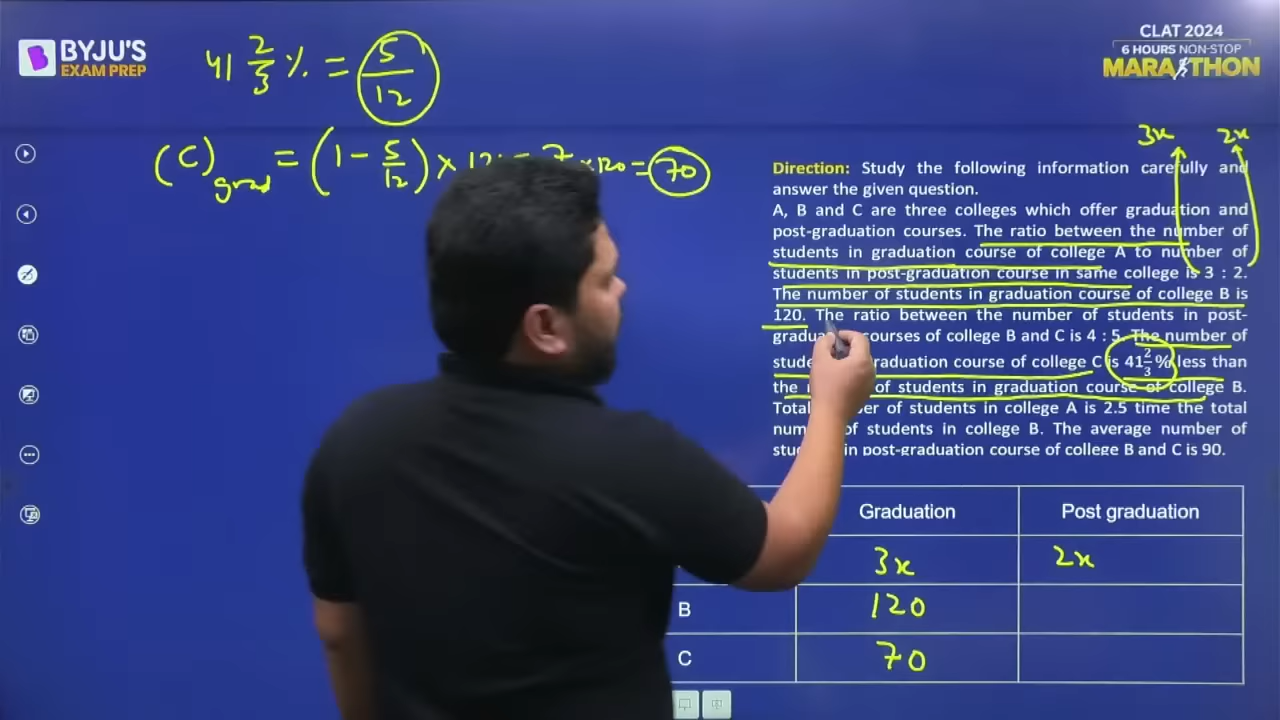 BYJU'S
EXAM PREP
CLAT 2024
6 HOURS NON-STOP
MARATHON
41 2/3 % = 5/12
(C)grad = (1 - 5/12) × 120 = 70
3x 2x
Direction: Study the following information carefully and
answer the given question.
A, B and C are three colleges which offer graduation and
post-graduation courses. The ratio between the number of
students in graduation course of college A to number of
students in post-graduation course in same college is 3 : 2.
The number of students in graduation course of college B is
120. The ratio between the number of students in post-
courses of college B and C is 4 : 5. The number of
course of college C is 41 2/3 % less than
the of students in graduation course of college B.
Total of students in college A is 2.5 time the total
of students in college B. The average number of
in post-graduation course of college B and C is 90.
Graduation Post graduation
3x 2x
B 120
C 70